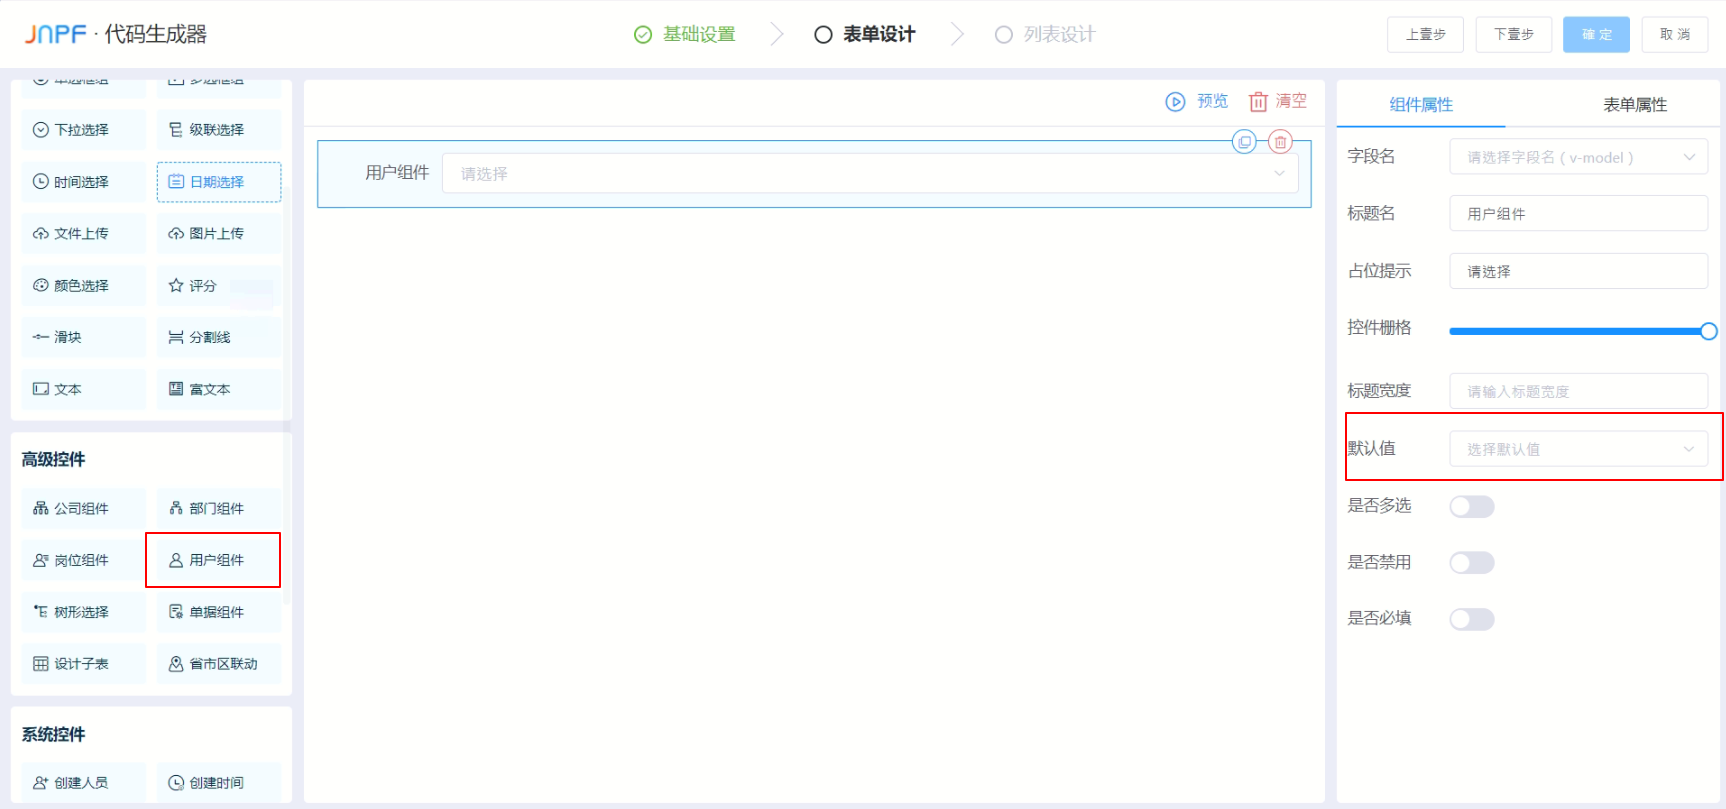 JNPF · 代码生成器
基础设置
表单设计
列表设计
上壹步
下壹步
確 定
取 消
单选框组
多选框组
下拉选择
级联选择
时间选择
日期选择
文件上传
图片上传
颜色选择
评分
滑块
分割线
文本
富文本
高级控件
公司组件
部门组件
岗位组件
用户组件
树形选择
单据组件
设计子表
省市区联动
系统控件
创建人员
创建时间
预览
清空
用户组件
请选择
组件属性
表单属性
字段名
请选择字段名 ( v-model )
标题名
用户组件
占位提示
请选择
控件栅格
标题宽度
请输入标题宽度
默认值
选择默认值
是否多选
是否禁用
是否必填